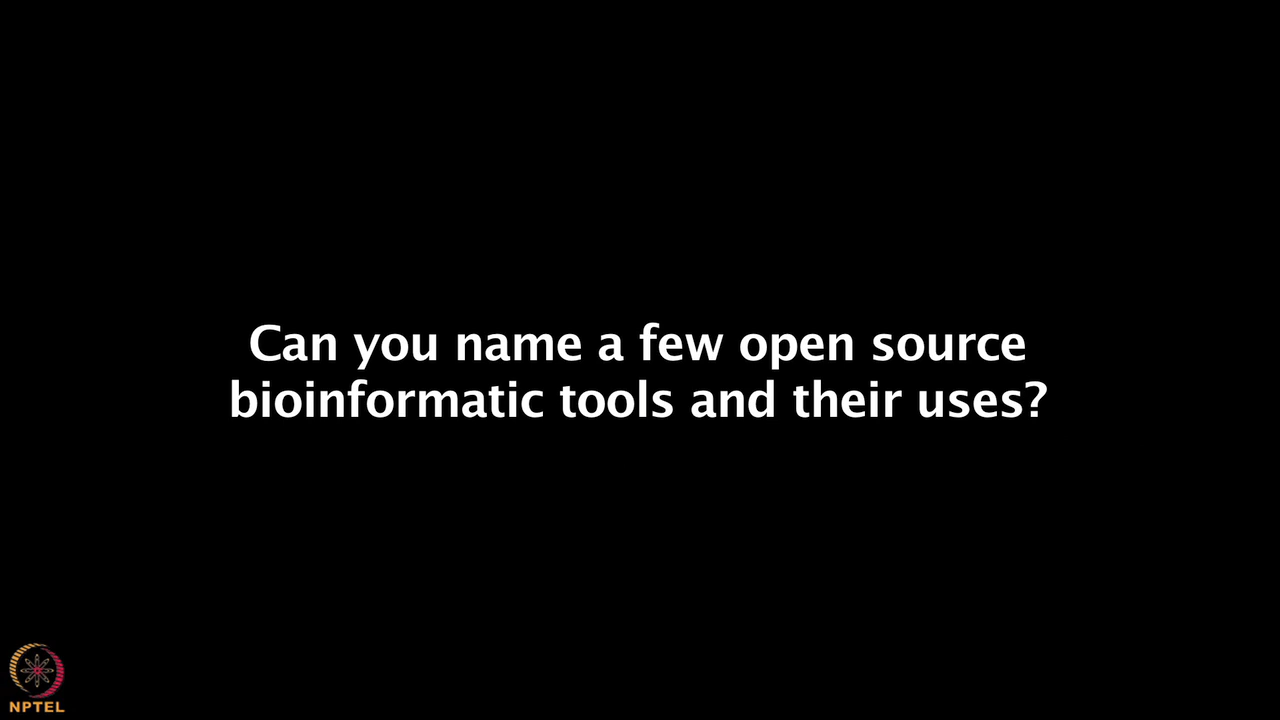 Can you name a few open source
bioinformatic tools and their uses?
NPTEL